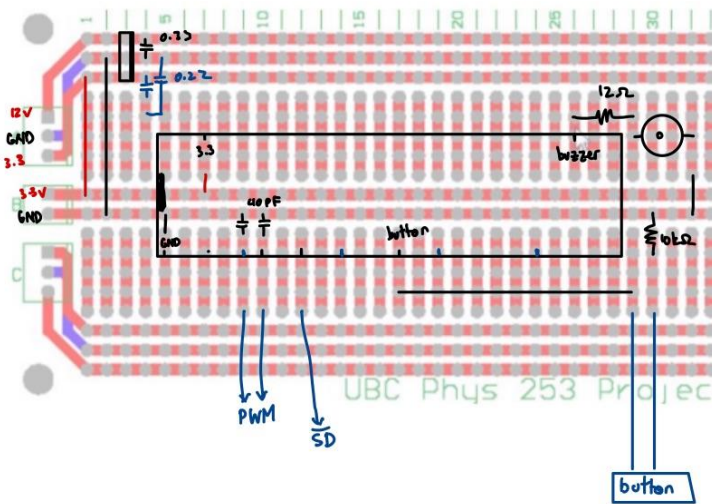 1
5
10
15
20
25
30
0.33
0.22
12V
GND
3.3
3.3V
GND
C
3.3
GND
40pF
button
buzzer
12Ω
10kΩ
PWM
SD
UBC Phys 253 Projec
button